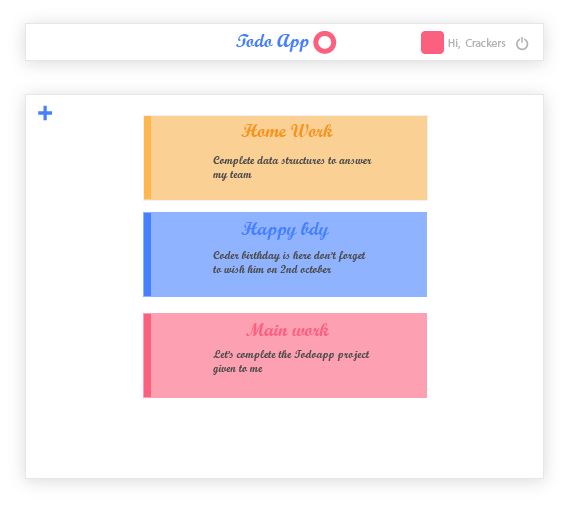 Todo App
Hi, Crackers
Home Work
Complete data structures to answer
my team
Happy bdy
Coder birthday is here don't forget
to wish him on 2nd october
Main work
Let's complete the Todoapp project
given to me